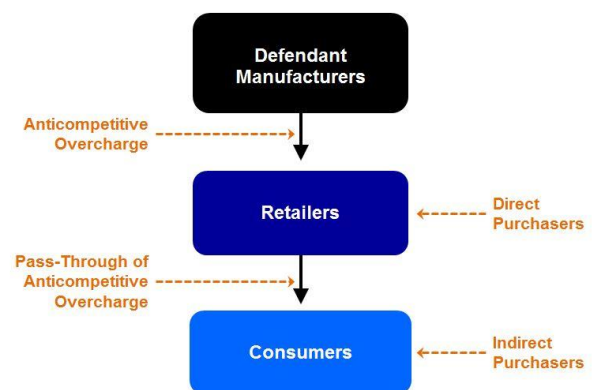 Defendant
Manufacturers
Anticompetitive
Overcharge
Retailers
Direct
Purchasers
Pass-Through of
Anticompetitive
Overcharge
Consumers
Indirect
Purchasers